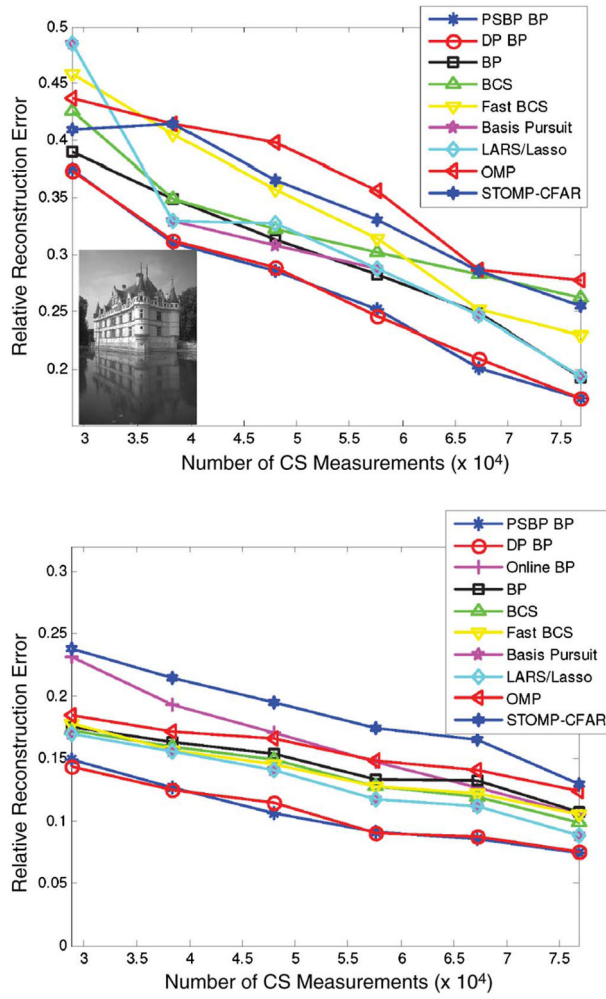 0.5
0.45
0.4
0.35
0.3
0.25
0.2
Relative Reconstruction Error
PSBP BP
DP BP
BP
BCS
Fast BCS
Basis Pursuit
LARS/Lasso
OMP
STOMP-CFAR
3 3.5 4 4.5 5 5.5 6 6.5 7 7.5
Number of CS Measurements (x 10⁴)
0.3
0.25
0.2
0.15
0.1
0.05
0
Relative Reconstruction Error
PSBP BP
DP BP
Online BP
BP
BCS
Fast BCS
Basis Pursuit
LARS/Lasso
OMP
STOMP-CFAR
3 3.5 4 4.5 5 5.5 6 6.5 7 7.5
Number of CS Measurements (x 10⁴)